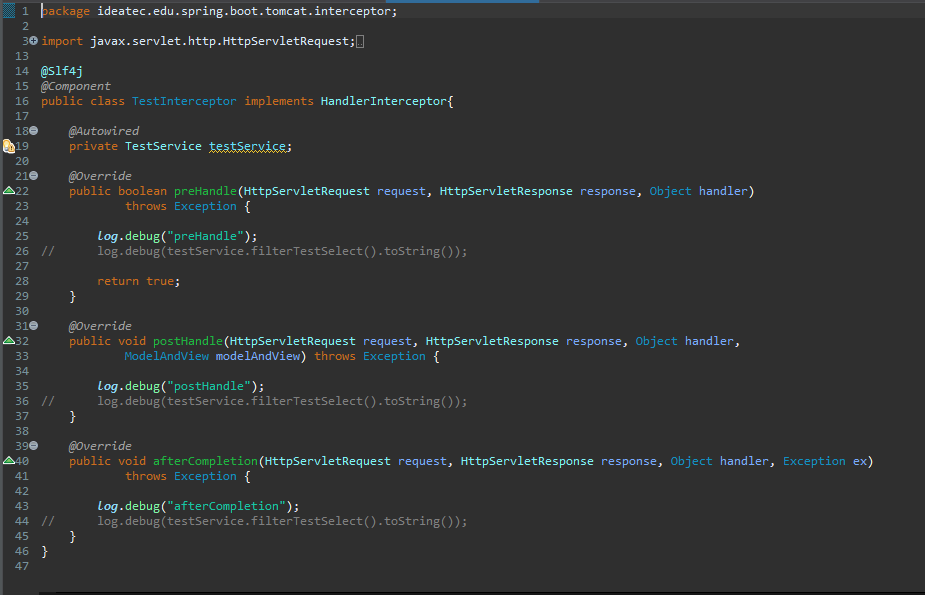 1 package ideatec.edu.spring.boot.tomcat.interceptor;
2
3 import javax.servlet.http.HttpServletRequest;
13
14 @Slf4j
15 @Component
16 public class TestInterceptor implements HandlerInterceptor{
17
18     @Autowired
19     private TestService testService;
20
21     @Override
22     public boolean preHandle(HttpServletRequest request, HttpServletResponse response, Object handler)
23             throws Exception {
24
25         log.debug("preHandle");
26 //      log.debug(testService.filterTestSelect().toString());
27
28         return true;
29     }
30
31     @Override
32     public void postHandle(HttpServletRequest request, HttpServletResponse response, Object handler,
33             ModelAndView modelAndView) throws Exception {
34
35         log.debug("postHandle");
36 //      log.debug(testService.filterTestSelect().toString());
37     }
38
39     @Override
40     public void afterCompletion(HttpServletRequest request, HttpServletResponse response, Object handler, Exception ex)
41             throws Exception {
42
43         log.debug("afterCompletion");
44 //      log.debug(testService.filterTestSelect().toString());
45     }
46 }
47